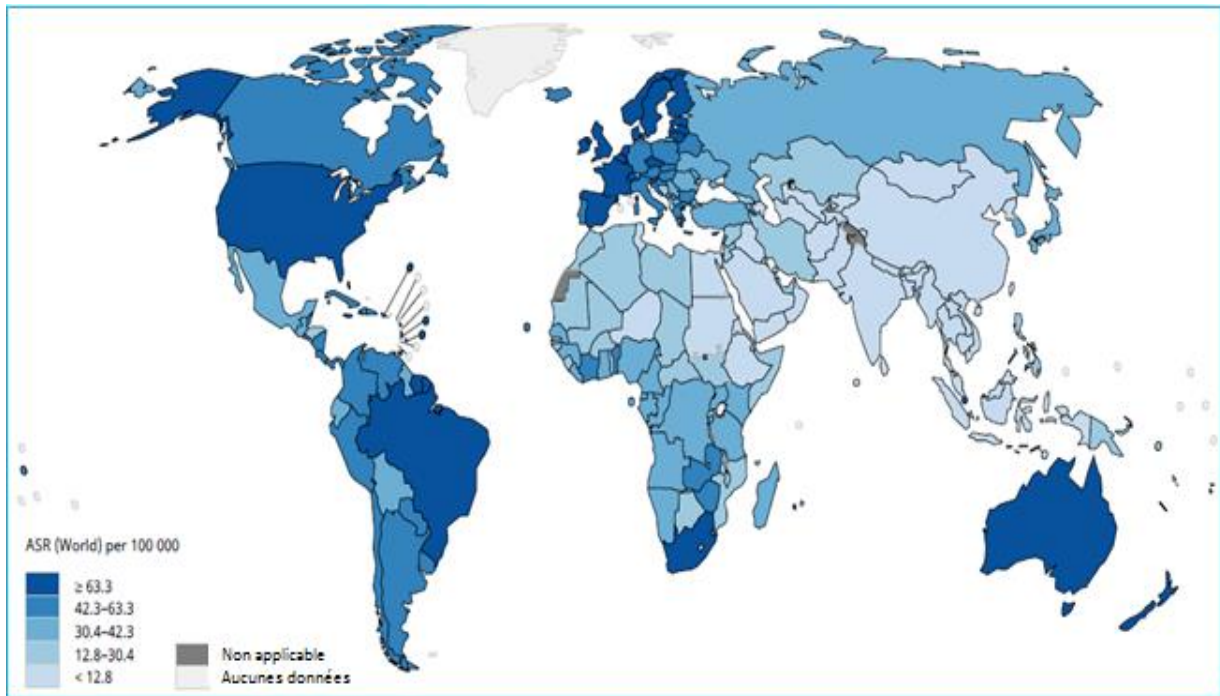 ASR (World) per 100 000
≥ 63.3
42.3–63.3
30.4–42.3
12.8–30.4
< 12.8
Non applicable
Aucunes données